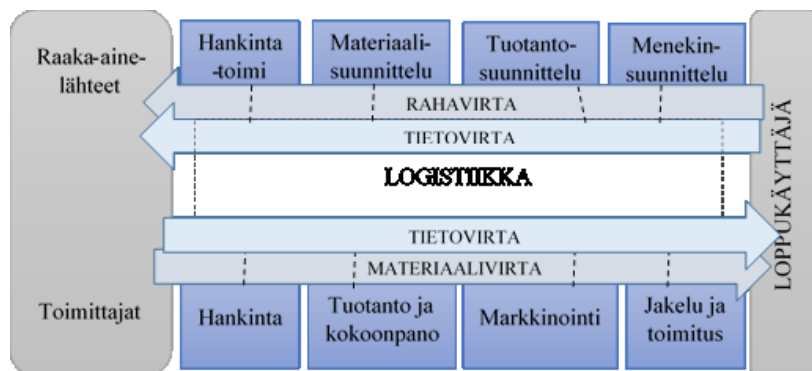 Raaka-aine-
lähteet
Hankinta
-toimi
Materiaali-
suunnittelu
Tuotanto-
suunnittelu
Menekin-
suunnittelu
RAHAVIRTA
TIETOVIRTA
LOGISTIIKKA
TIETOVIRTA
MATERIAALIVIRTA
Toimittajat
Hankinta
Tuotanto ja
kokoonpano
Markkinointi
Jakelu ja
toimitus
LOPPUKÄYTTÄJÄ